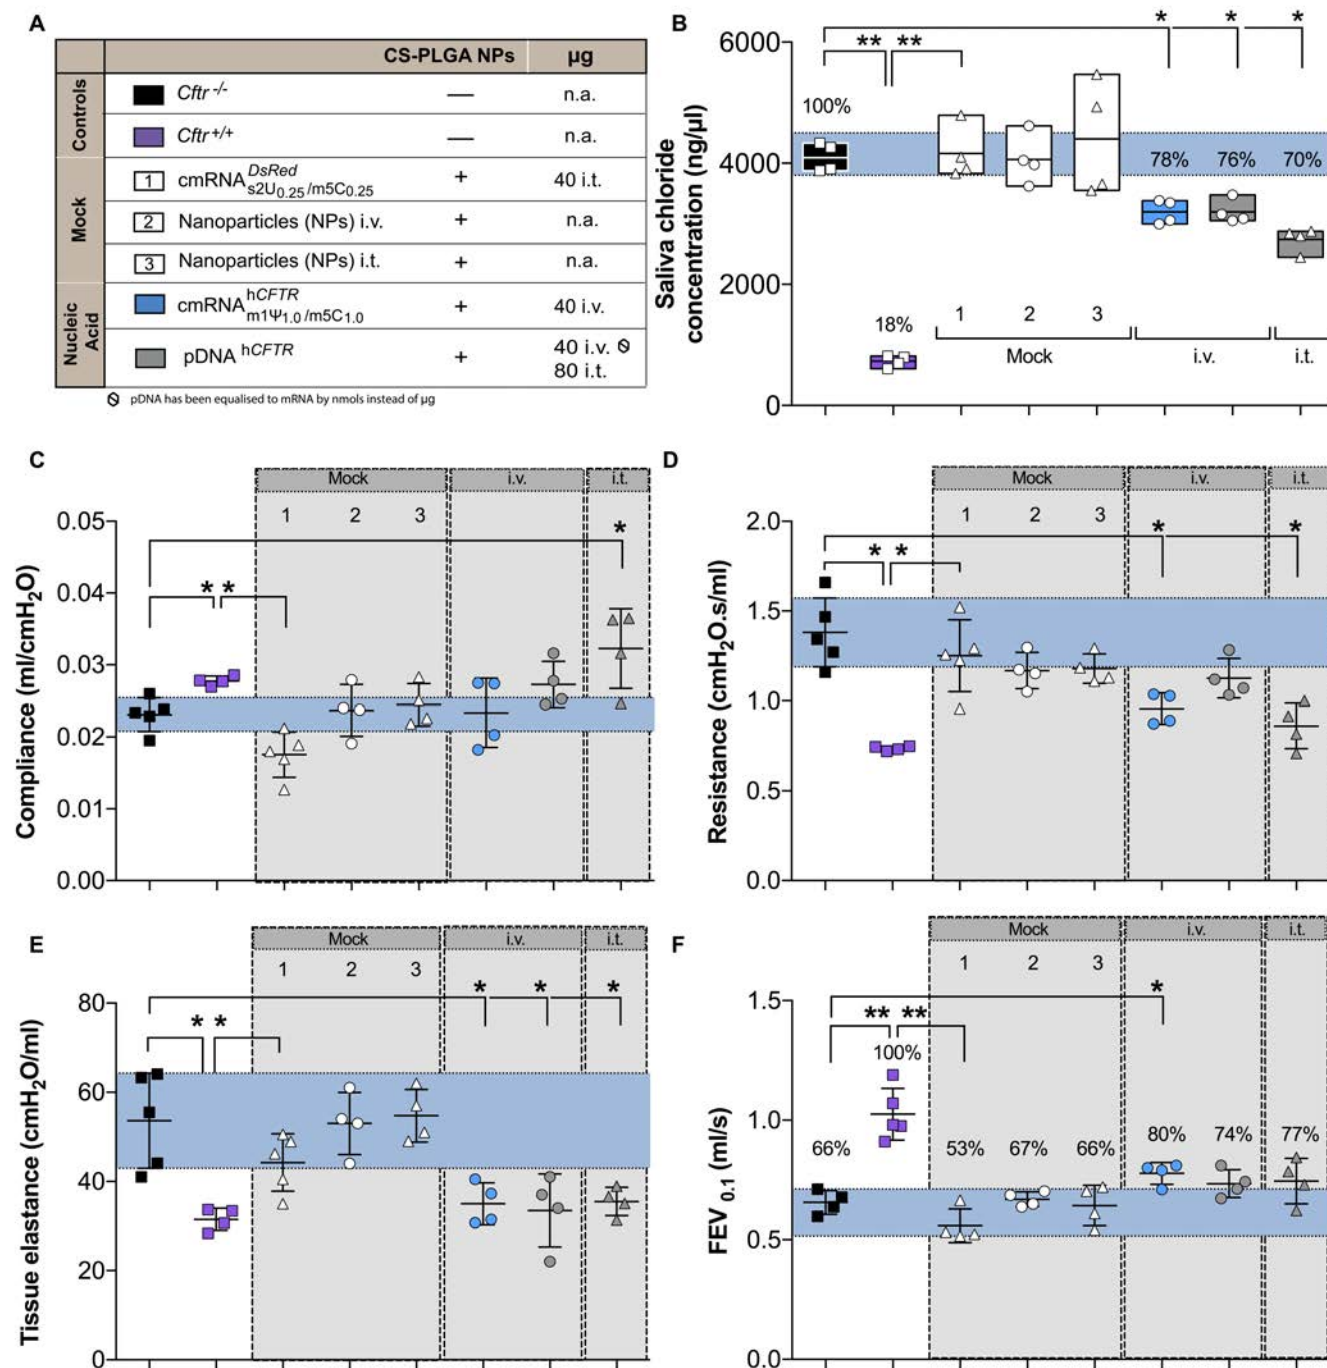 A
CS-PLGA NPs µg
Controls
Cftr -/- — n.a.
Cftr +/+ — n.a.
Mock
1 cmRNA DsRed s2U0.25/m5C0.25 + 40 i.t.
2 Nanoparticles (NPs) i.v. + n.a.
3 Nanoparticles (NPs) i.t. + n.a.
Nucleic Acid
cmRNA hCFTR m1Ψ1.0/m5C1.0 + 40 i.v.
pDNA hCFTR + 40 i.v. ⦸
80 i.t.
⦸ pDNA has been equalised to mRNA by nmols instead of µg
B
Saliva chloride
concentration (ng/µl)
6000
4000
2000
0
** ** * * *
100%
78% 76% 70%
18%
1 2 3
Mock i.v. i.t.
C
Compliance (ml/cmH2O)
0.05
0.04
0.03
0.02
0.01
0.00
Mock i.v. i.t.
1 2 3
* * *
D
Resistance (cmH2O.s/ml)
2.0
1.5
1.0
0.5
0.0
Mock i.v. i.t.
1 2 3
* * * *
E
Tissue elastance (cmH2O/ml)
80
60
40
20
0
Mock i.v. i.t.
1 2 3
* * * * *
F
FEV 0.1 (ml/s)
1.5
1.0
0.5
0.0
Mock i.v. i.t.
1 2 3
** ** *
100%
66% 53% 67% 66% 80% 74% 77%